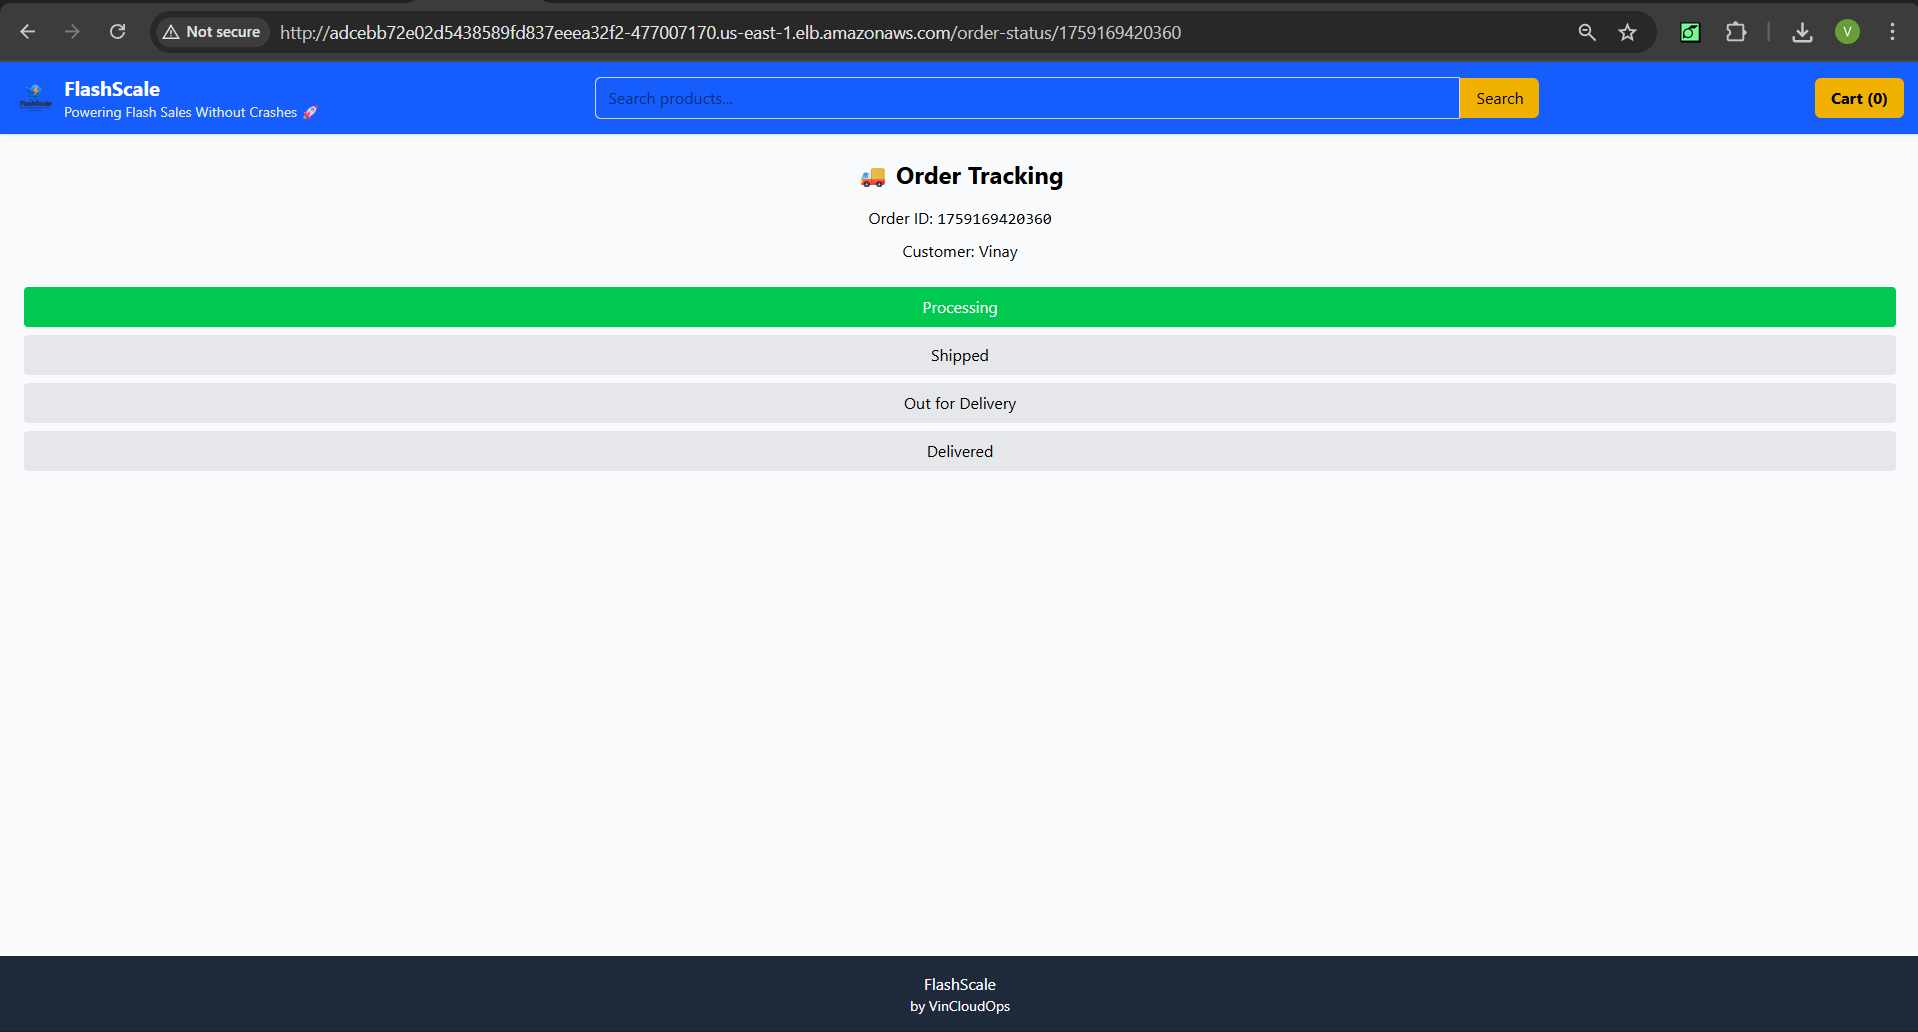 Not secure
http://adcebb72e02d5438589fd837eeea32f2-477007170.us-east-1.elb.amazonaws.com/order-status/1759169420360
V
FlashScale
FlashScale
Powering Flash Sales Without Crashes 🚀
Search products...
Search
Cart (0)
🚚 Order Tracking
Order ID: 1759169420360
Customer: Vinay
Processing
Shipped
Out for Delivery
Delivered
FlashScale
by VinCloudOps